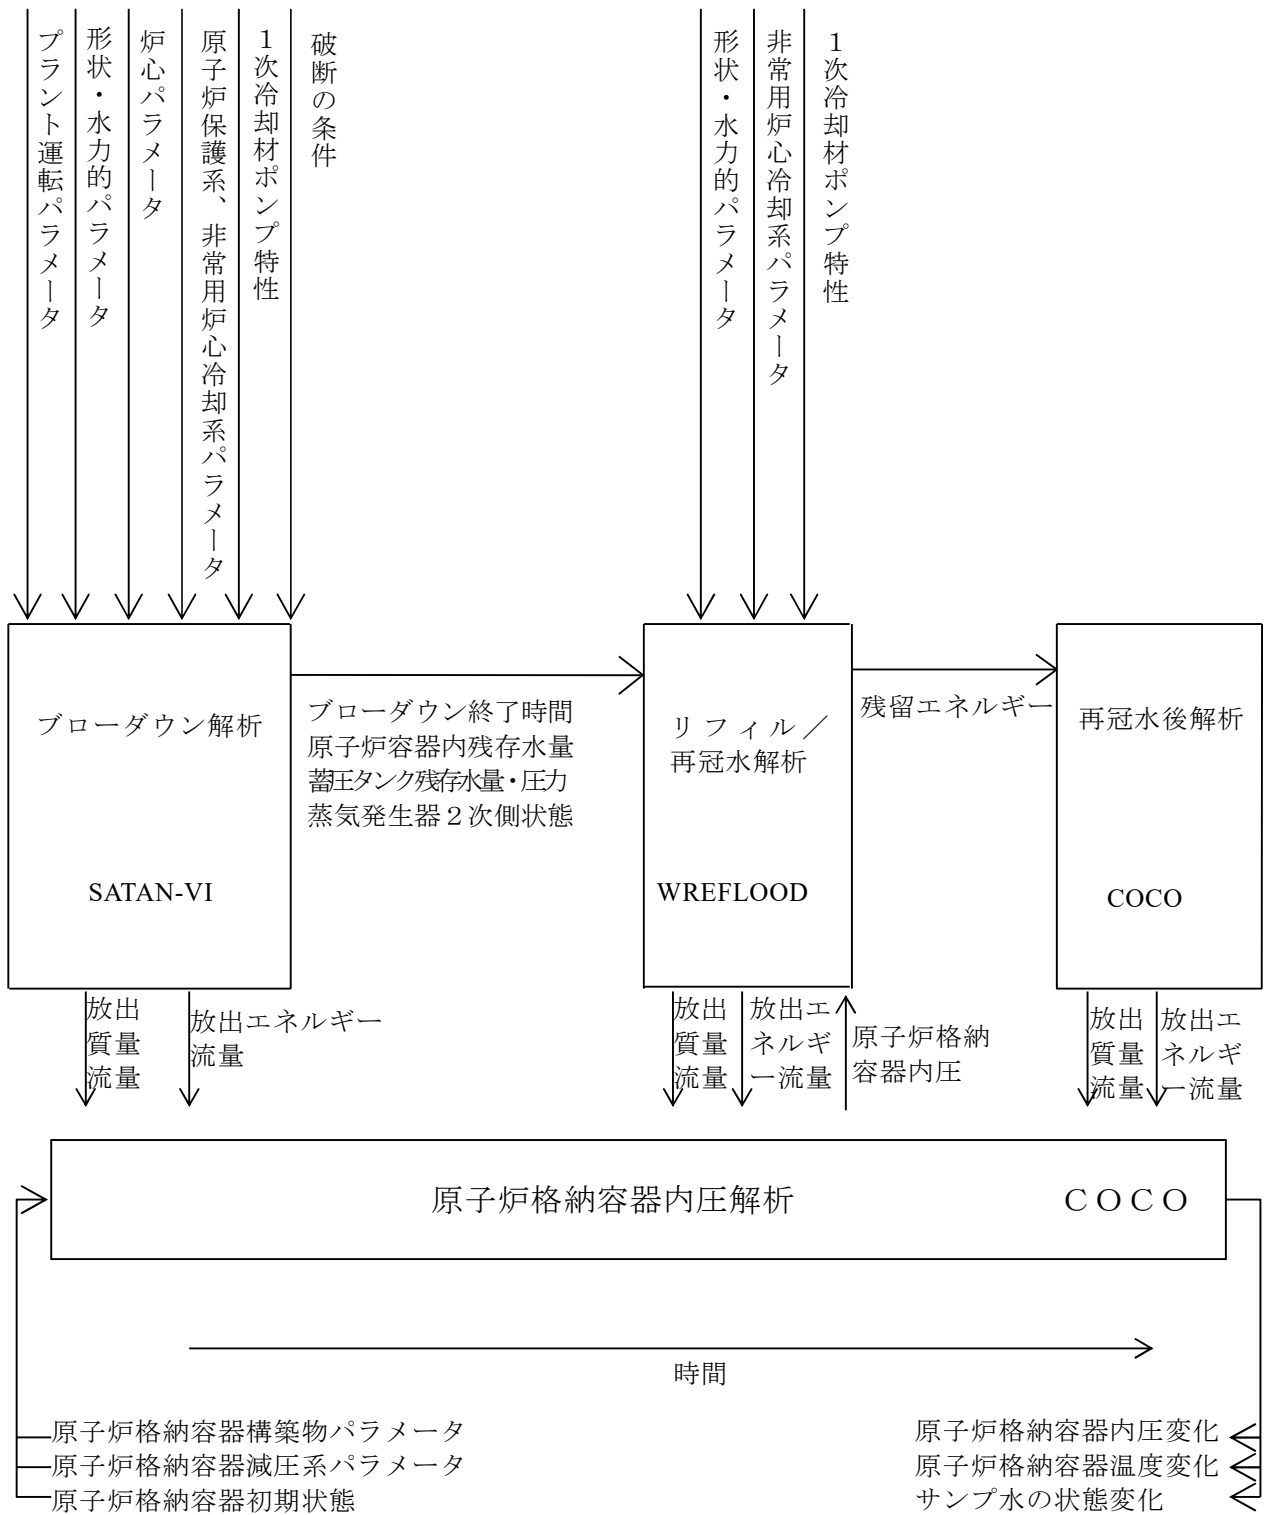 プラント運転パラメータ
形状・水力的パラメータ
炉心パラメータ
原子炉保護系、非常用炉心冷却系パラメータ
１次冷却材ポンプ特性
破断の条件
形状・水力的パラメータ
非常用炉心冷却系パラメータ
１次冷却材ポンプ特性
ブローダウン解析
SATAN-VI
ブローダウン終了時間
原子炉容器内残存水量
蓄圧タンク残存水量・圧力
蒸気発生器２次側状態
リフィル／
再冠水解析
WREFLOOD
残留エネルギー
再冠水後解析
COCO
放出
質量
流量
放出エネルギー
流量
放出
質量
流量
放出エ
ネルギ
ー流量
原子炉格納
容器内圧
放出
質量
流量
放出エ
ネルギ
ー流量
原子炉格納容器内圧解析
ＣＯＣＯ
時間
原子炉格納容器構築物パラメータ
原子炉格納容器減圧系パラメータ
原子炉格納容器初期状態
原子炉格納容器内圧変化
原子炉格納容器温度変化
サンプ水の状態変化